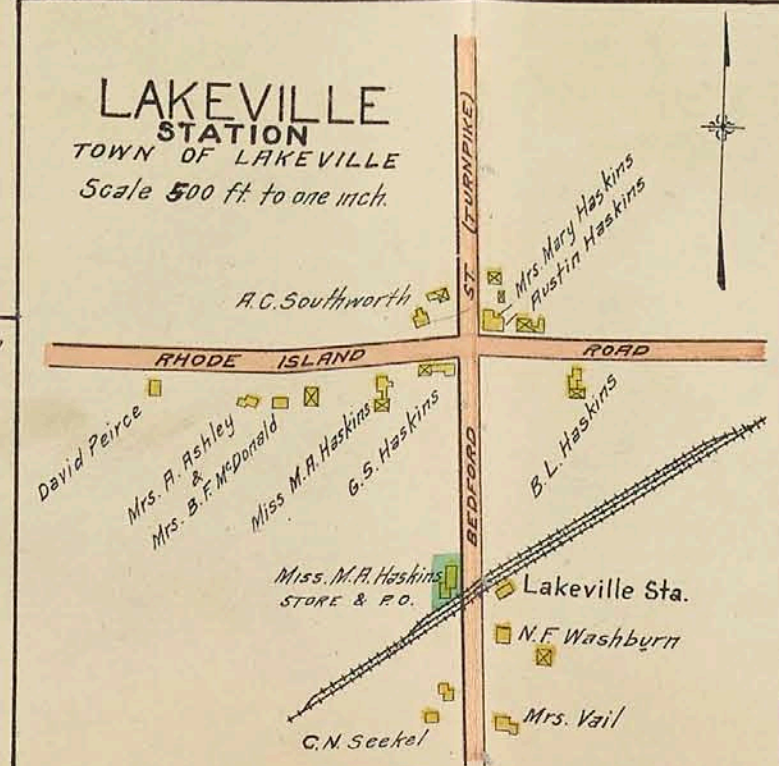 LAKEVILLE
STATION
TOWN OF LAKEVILLE
Scale 500 ft. to one inch.
ST. (TURNPIKE)
Mrs. Mary Haskins
Austin Haskins
A.C. Southworth
RHODE ISLAND ROAD
David Peirce
Mrs. A. Ashley
&
Mrs. B.F. McDonald
Miss M.A. Haskins
G.S. Haskins
B.L. Haskins
BEDFORD
Miss. M.A. Haskins
STORE & P.O.
Lakeville Sta.
N.F. Washburn
Mrs. Vail
C.N. Seekel